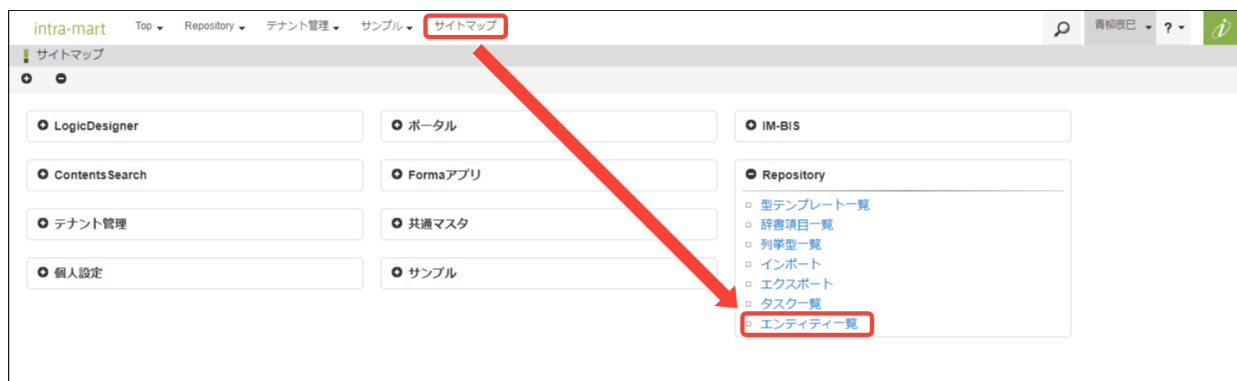 intra-mart Top Repository テナント管理 サンプル サイトマップ 青柳辰巳 ?
サイトマップ
LogicDesigner
ポータル
IM-BIS
ContentsSearch
Formaアプリ
Repository
型テンプレート一覧
辞書項目一覧
列挙型一覧
インポート
エクスポート
タスク一覧
エンティティ一覧
テナント管理
共通マスタ
個人設定
サンプル